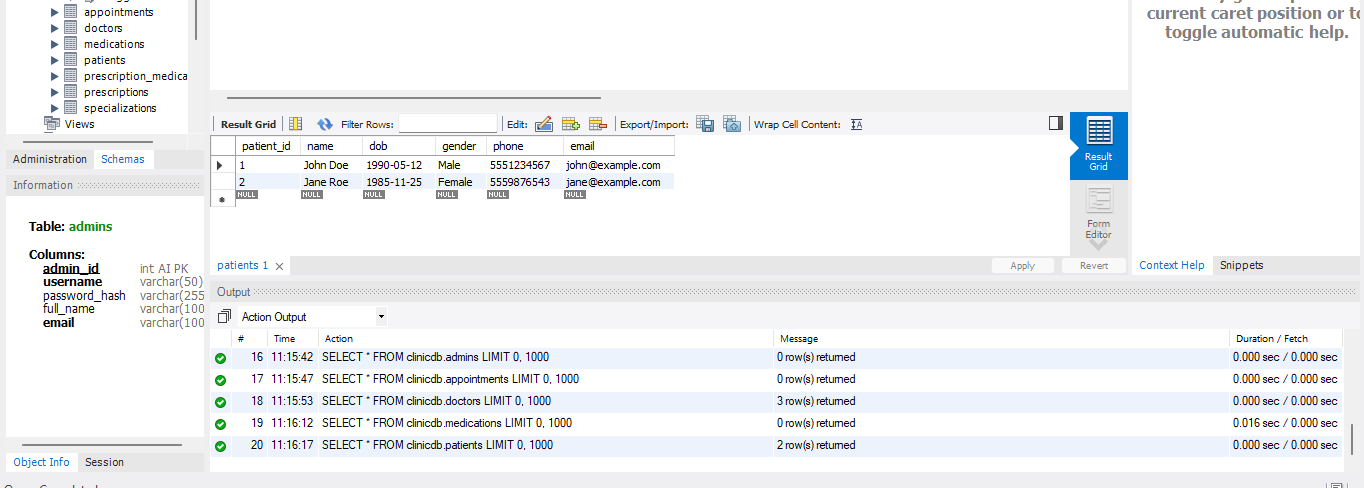 appointments
doctors
medications
patients
prescription_medica
prescriptions
specializations
Views
Administration Schemas
Information
Table: admins
Columns:
admin_id int AI PK
username varchar(50)
password_hash varchar(255
full_name varchar(100
email varchar(100
Object Info Session
Result Grid Filter Rows: Edit: Export/Import: Wrap Cell Content:
patient_id name dob gender phone email
1 John Doe 1990-05-12 Male 5551234567 john@example.com
2 Jane Roe 1985-11-25 Female 5559876543 jane@example.com
NULL NULL NULL NULL NULL NULL
Result
Grid
Form
Editor
patients 1 Apply Revert
current caret position or to
toggle automatic help.
Context Help Snippets
Output
Action Output
# Time Action Message Duration / Fetch
16 11:15:42 SELECT * FROM clinicdb.admins LIMIT 0, 1000 0 row(s) returned 0.000 sec / 0.000 sec
17 11:15:47 SELECT * FROM clinicdb.appointments LIMIT 0, 1000 0 row(s) returned 0.000 sec / 0.000 sec
18 11:15:53 SELECT * FROM clinicdb.doctors LIMIT 0, 1000 3 row(s) returned 0.000 sec / 0.000 sec
19 11:16:12 SELECT * FROM clinicdb.medications LIMIT 0, 1000 0 row(s) returned 0.016 sec / 0.000 sec
20 11:16:17 SELECT * FROM clinicdb.patients LIMIT 0, 1000 2 row(s) returned 0.000 sec / 0.000 sec